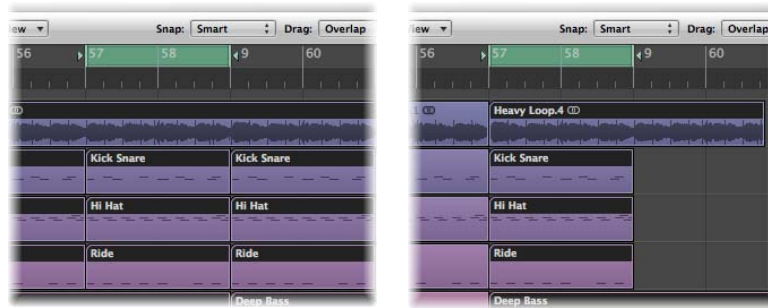 iew Snap: Smart Drag: Overlap
56 57 58 9 60
Kick Snare Kick Snare
Hi Hat Hi Hat
Ride Ride
Deep Bass
View Snap: Smart Drag: Overlap
56 57 58 9 60
Heavy Loop.4
Kick Snare
Hi Hat
Ride
Deep Bass